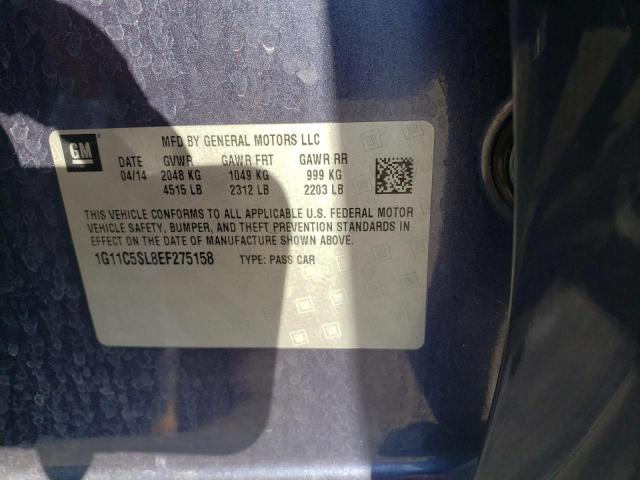 GM
MFD BY GENERAL MOTORS LLC
DATE GVWR GAWR FRT GAWR RR
04/14 2048 KG 1049 KG 999 KG
4515 LB 2312 LB 2203 LB
THIS VEHICLE CONFORMS TO ALL APPLICABLE U.S. FEDERAL MOTOR
VEHICLE SAFETY, BUMPER, AND THEFT PREVENTION STANDARDS IN
EFFECT ON THE DATE OF MANUFACTURE SHOWN ABOVE.
1G11C5SL8EF275158 TYPE: PASS CAR